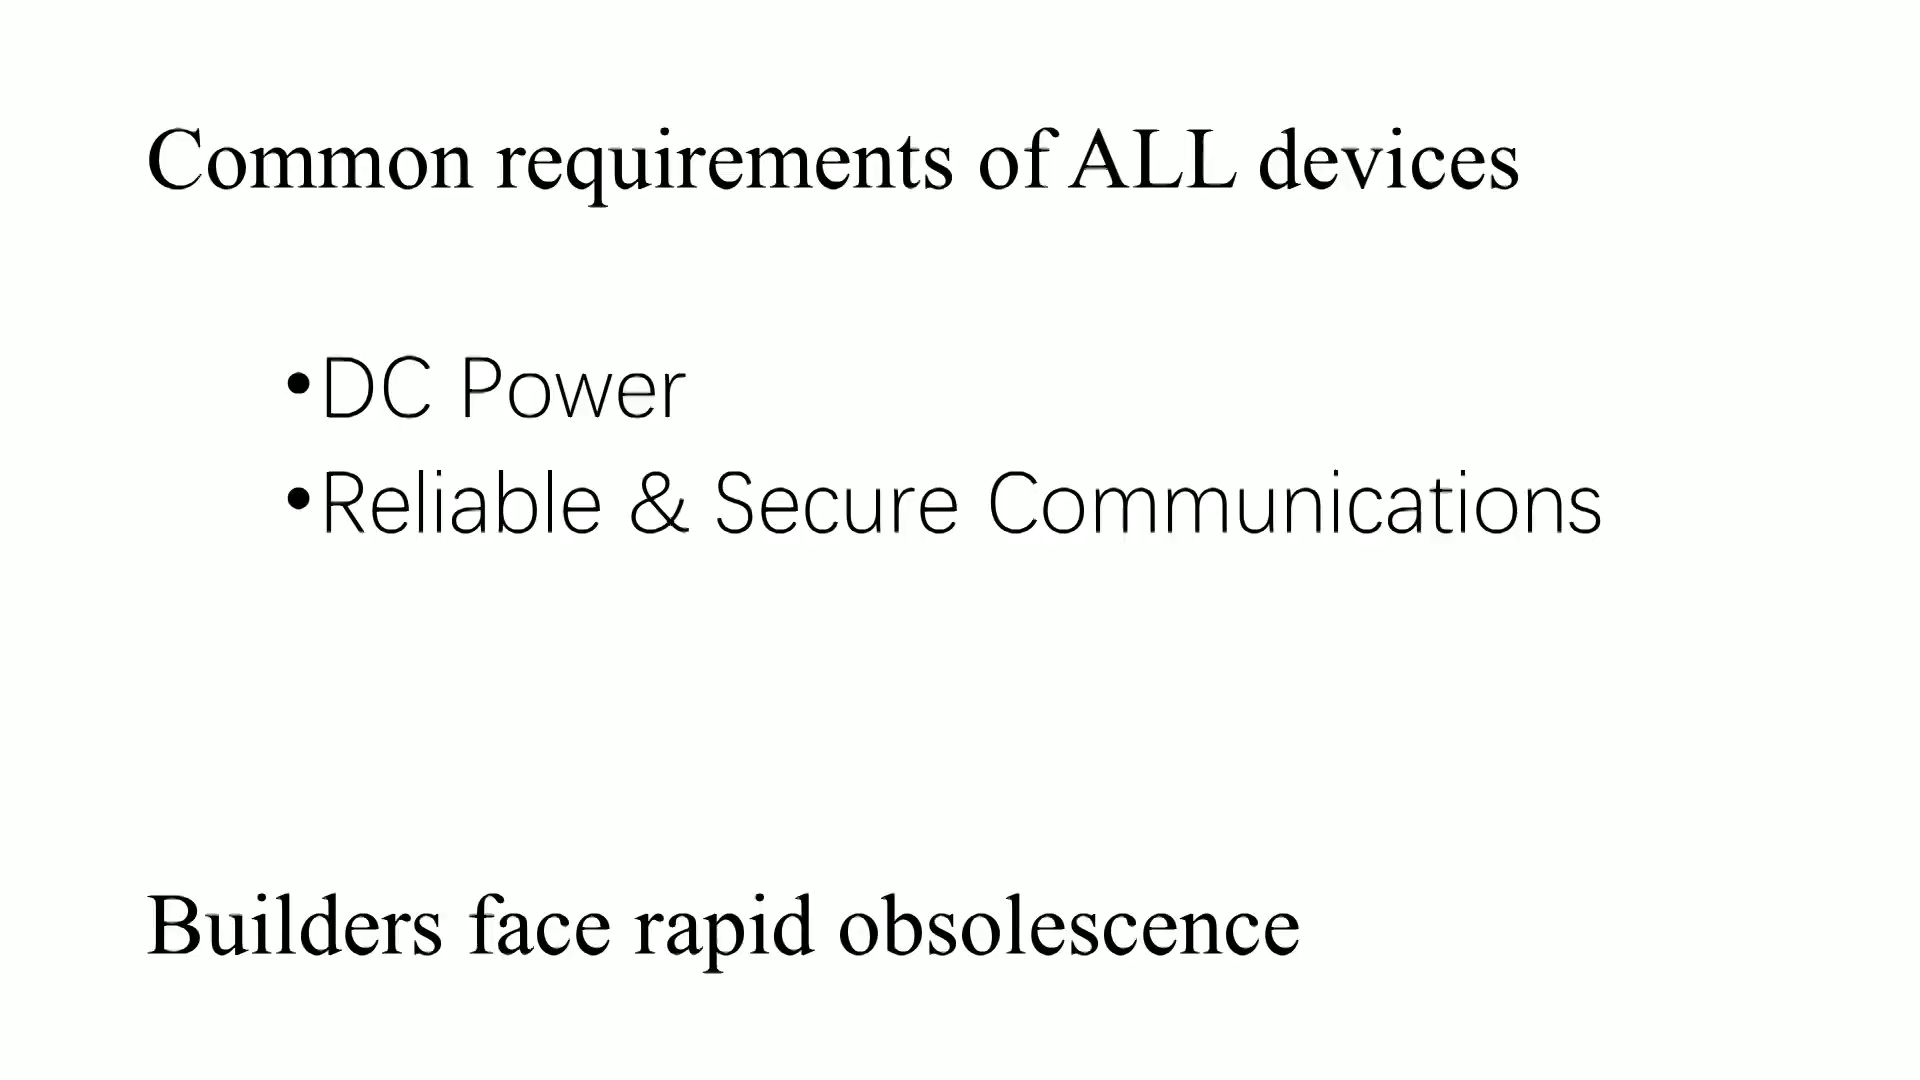 Common requirements of ALL devices
•DC Power
•Reliable & Secure Communications
Builders face rapid obsolescence